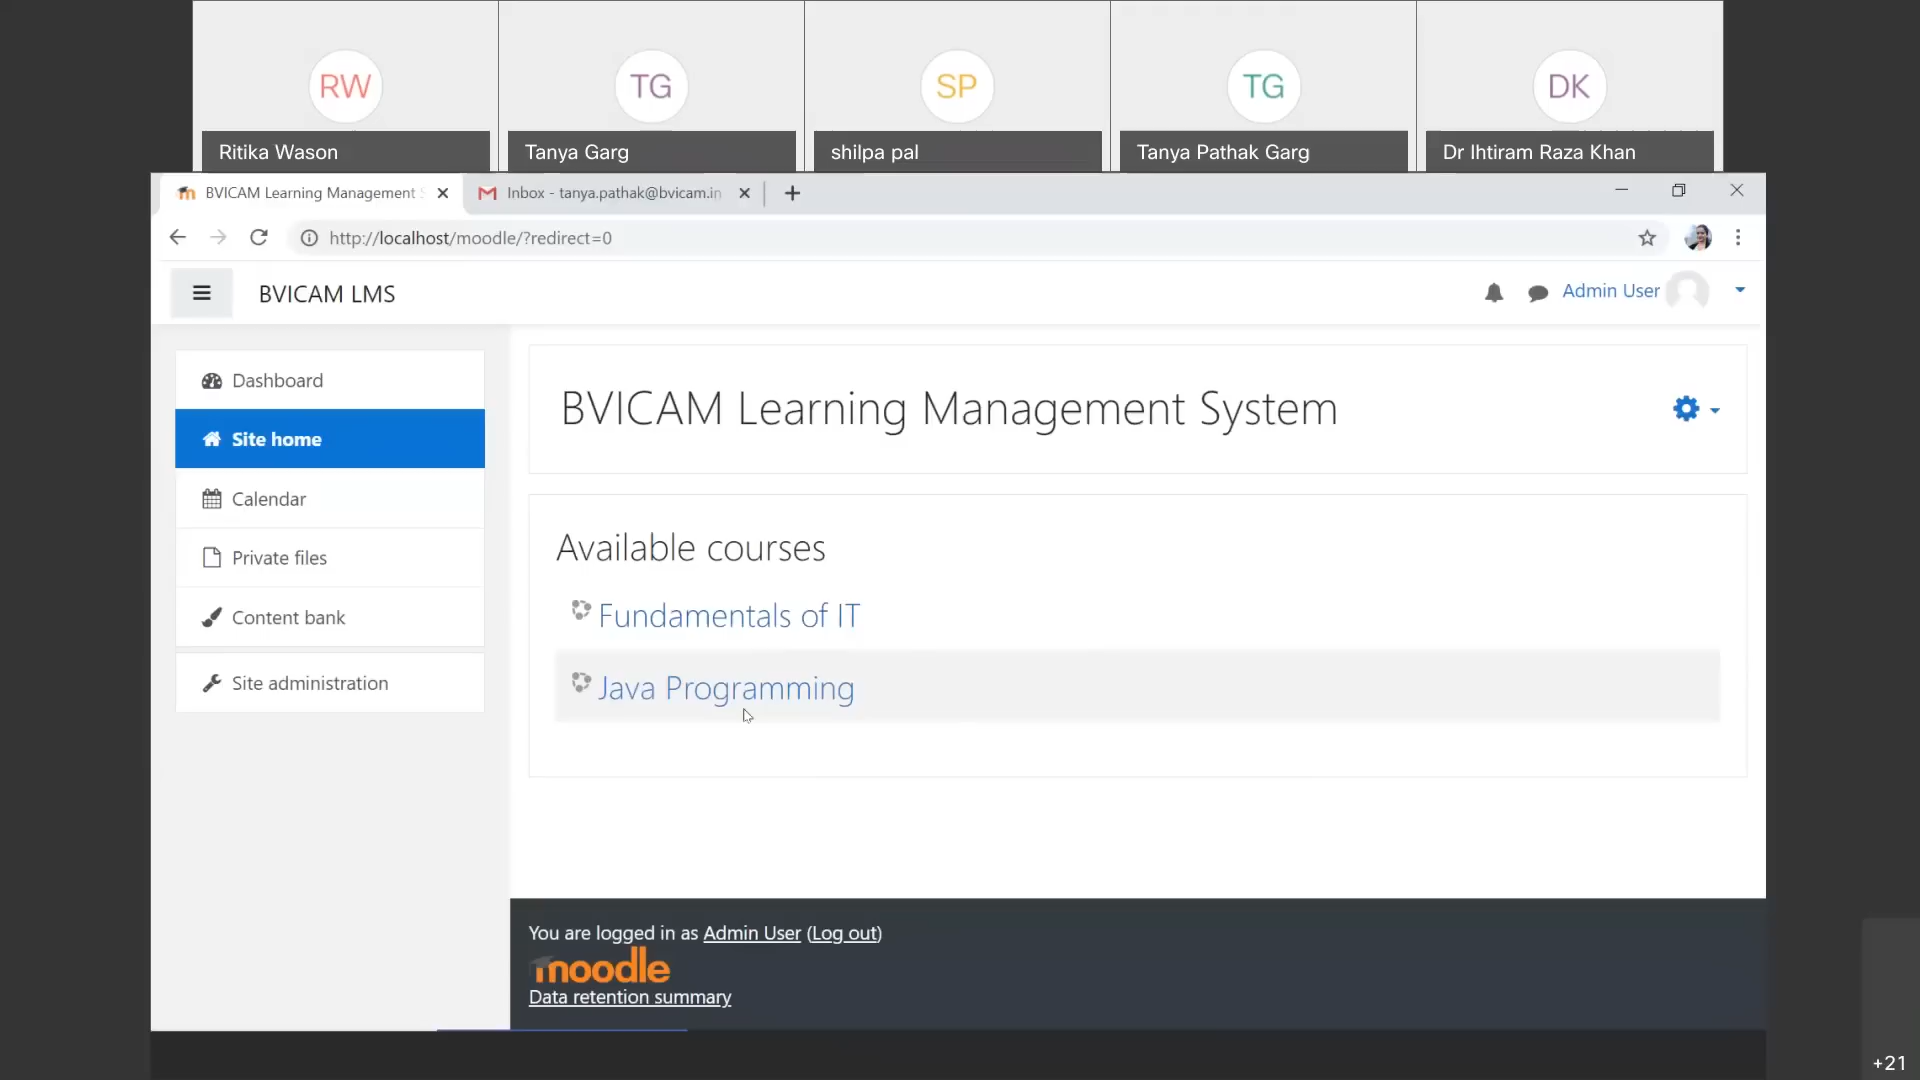 RW
TG
SP
TG
DK
Ritika Wason
Tanya Garg
shilpa pal
Tanya Pathak Garg
Dr Ihtiram Raza Khan
BVICAM Learning Management S
Inbox - tanya.pathak@bvicam.in
http://localhost/moodle/?redirect=0
BVICAM LMS
Admin User
Dashboard
Site home
Calendar
Private files
Content bank
Site administration
BVICAM Learning Management System
Available courses
Fundamentals of IT
Java Programming
You are logged in as Admin User (Log out)
moodle
Data retention summary
+21